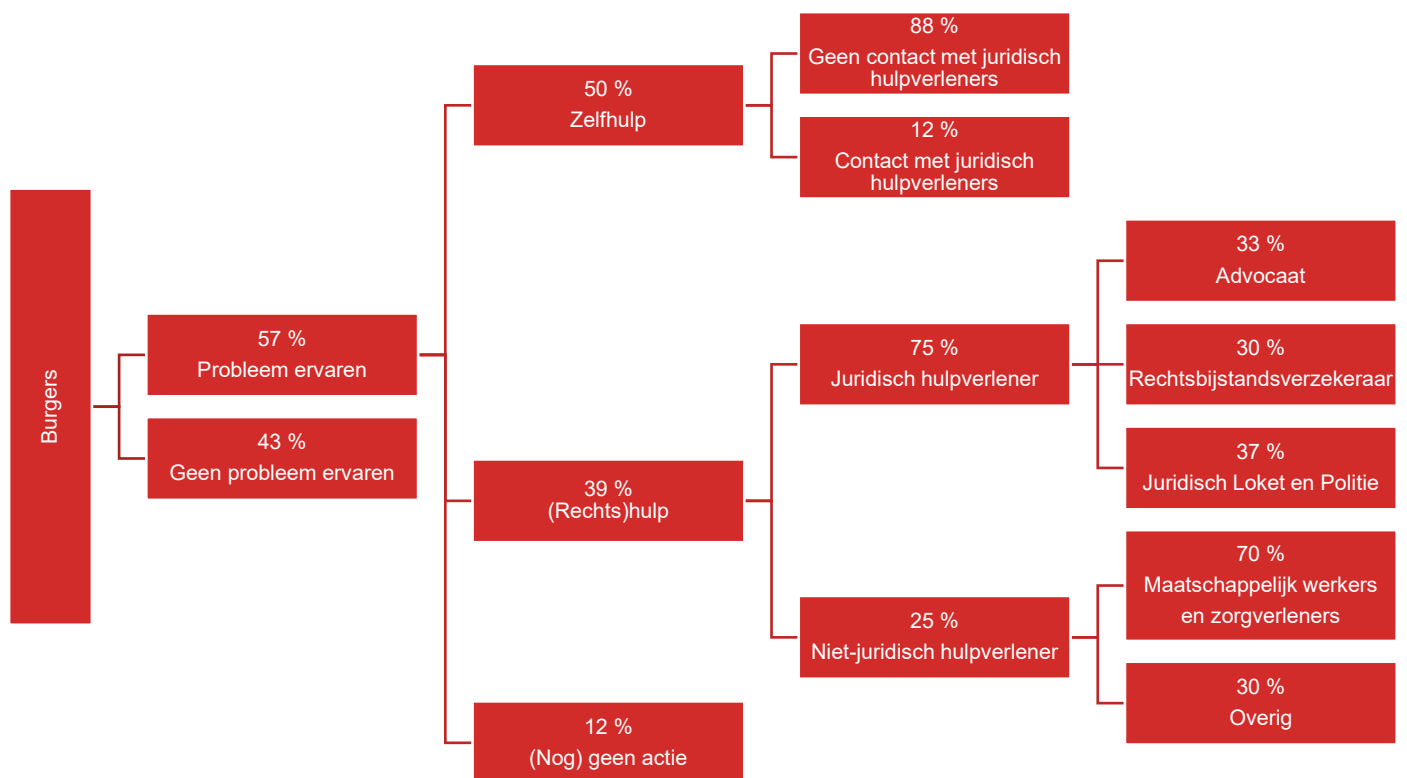 Burgers
57 %
Probleem ervaren
43 %
Geen probleem ervaren
50 %
Zelfhulp
39 %
(Rechts)hulp
12 %
(Nog) geen actie
88 %
Geen contact met juridisch
hulpverleners
12 %
Contact met juridisch
hulpverleners
75 %
Juridisch hulpverlener
25 %
Niet-juridisch hulpverlener
33 %
Advocaat
30 %
Rechtsbijstandsverzekeraar
37 %
Juridisch Loket en Politie
70 %
Maatschappelijk werkers
en zorgverleners
30 %
Overig